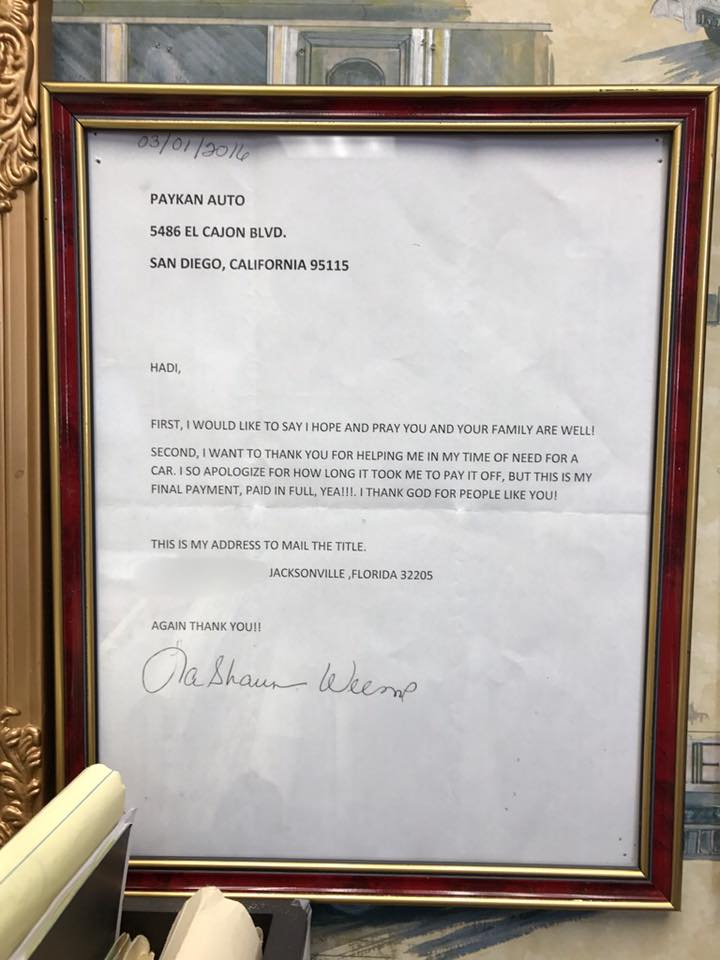 03/01/2016
PAYKAN AUTO
5486 EL CAJON BLVD.
SAN DIEGO, CALIFORNIA 95115
HADI,
FIRST, I WOULD LIKE TO SAY I HOPE AND PRAY YOU AND YOUR FAMILY ARE WELL!
SECOND, I WANT TO THANK YOU FOR HELPING ME IN MY TIME OF NEED FOR A
CAR. I SO APOLOGIZE FOR HOW LONG IT TOOK ME TO PAY IT OFF, BUT THIS IS MY
FINAL PAYMENT, PAID IN FULL, YEA!!!. I THANK GOD FOR PEOPLE LIKE YOU!
THIS IS MY ADDRESS TO MAIL THE TITLE.
JACKSONVILLE ,FLORIDA 32205
AGAIN THANK YOU!!